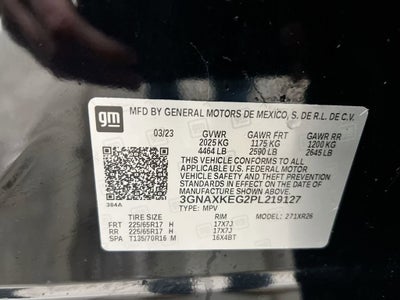 gm MFD BY GENERAL MOTORS DE MEXICO, S. DE R.L. DE C.V.
03/23 GVWR GAWR FRT GAWR RR
2025 KG 1175 KG 1200 KG
4464 LB 2590 LB 2645 LB
THIS VEHICLE CONFORMS TO ALL APPLICABLE
U.S. FEDERAL MOTOR VEHICLE
SAFETY AND THEFT PREVENTION
STANDARDS IN EFFECT ON THE DATE
OF MANUFACTURE SHOWN ABOVE.
384A 3GNAXKEG2PL219127
TYPE: MPV MODEL: 271XR26
TIRE SIZE RIM
FRT 225/65R17 H 17X7J
RR 225/65R17 H 17X7J
SPA T135/70R16 M 16X4BT